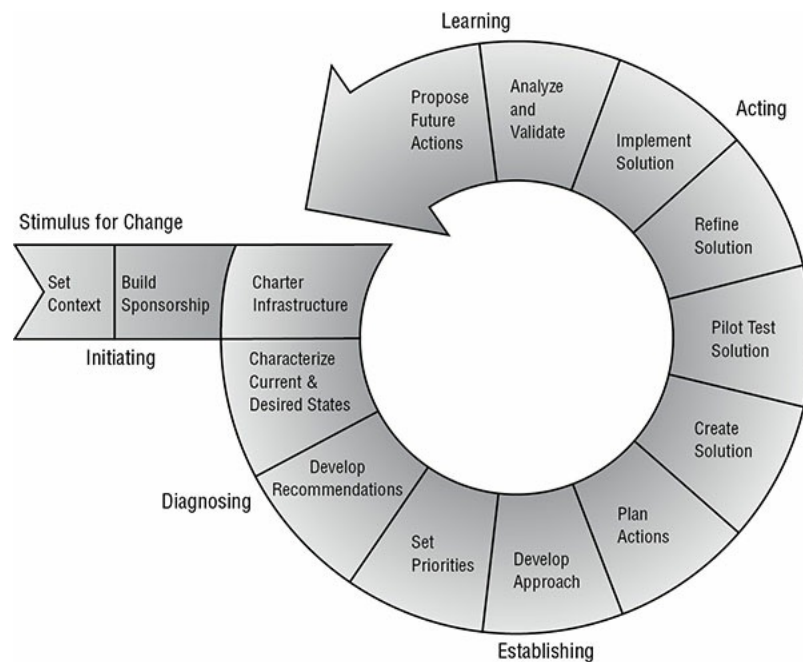 Learning
Propose
Future
Actions
Analyze
and
Validate
Acting
Implement
Solution
Refine
Solution
Stimulus for Change
Set
Context
Build
Sponsorship
Charter
Infrastructure
Pilot Test
Solution
Initiating
Characterize
Current &
Desired States
Create
Solution
Develop
Recommendations
Diagnosing
Plan
Actions
Set
Priorities
Develop
Approach
Establishing